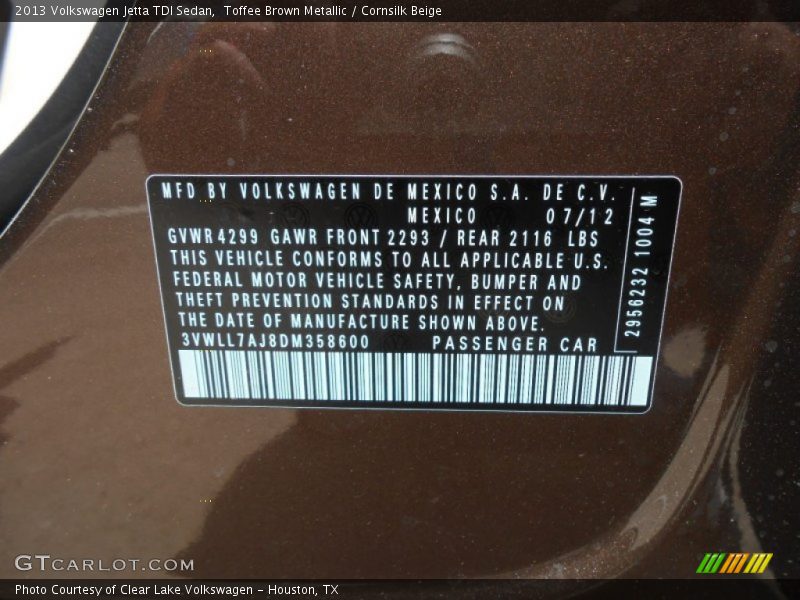 2013 Volkswagen Jetta TDI Sedan,  Toffee Brown Metallic / Cornsilk Beige
MFD BY VOLKSWAGEN DE MEXICO S.A. DE C.V.
MEXICO 07/12
GVWR 4299 GAWR FRONT 2293 / REAR 2116 LBS
THIS VEHICLE CONFORMS TO ALL APPLICABLE U.S.
FEDERAL MOTOR VEHICLE SAFETY, BUMPER AND
THEFT PREVENTION STANDARDS IN EFFECT ON
THE DATE OF MANUFACTURE SHOWN ABOVE.
3VWLL7AJ8DM358600 PASSENGER CAR
2956232 1004 M
GTCARLOT.COM
Photo Courtesy of Clear Lake Volkswagen - Houston, TX